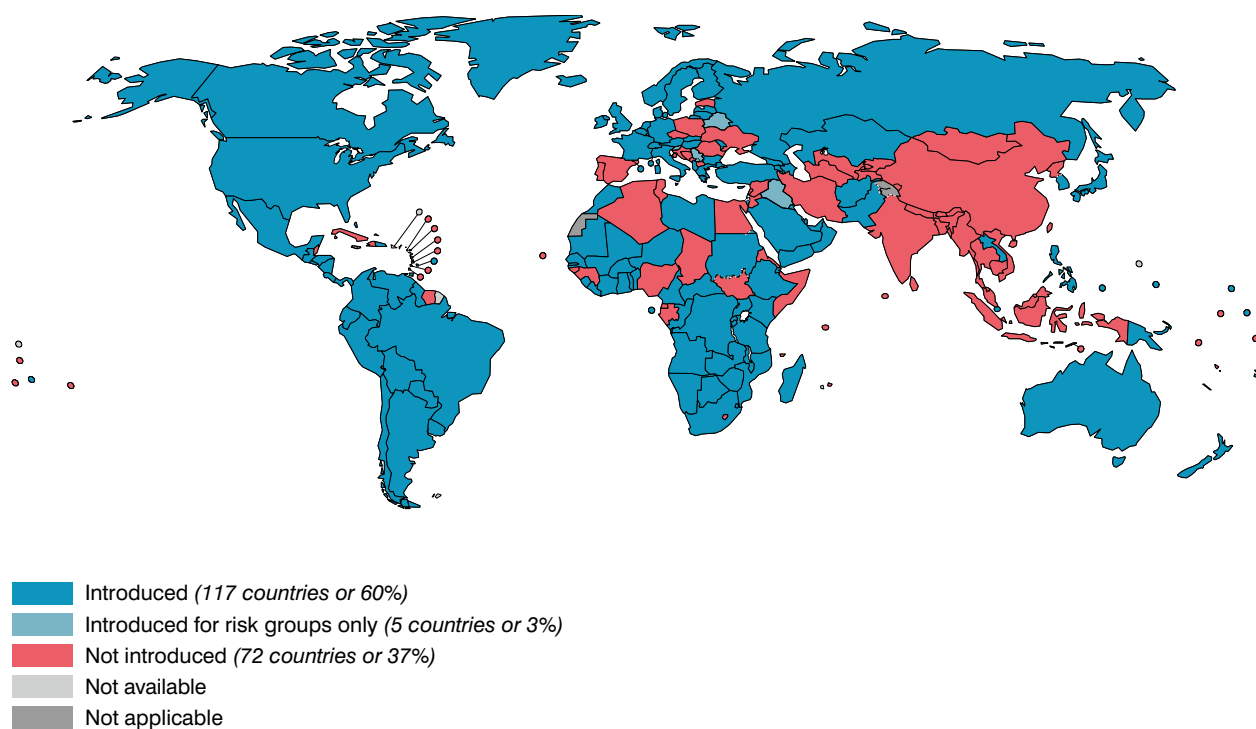 Introduced (117 countries or 60%)
Introduced for risk groups only (5 countries or 3%)
Not introduced (72 countries or 37%)
Not available
Not applicable